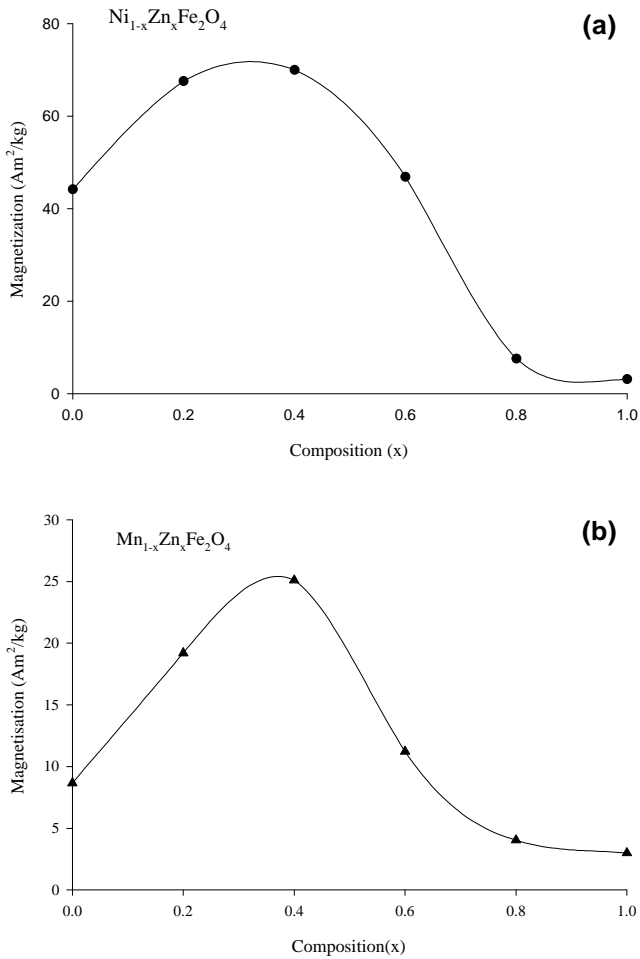 Ni₁₋ₓZnₓFe₂O₄
(a)
Magnetization (Am²/kg)
80
60
40
20
0
0.0 0.2 0.4 0.6 0.8 1.0
Composition (x)
Mn₁₋ₓZnₓFe₂O₄
(b)
Magnetisation (Am²/kg)
30
25
20
15
10
5
0
0.0 0.2 0.4 0.6 0.8 1.0
Composition(x)